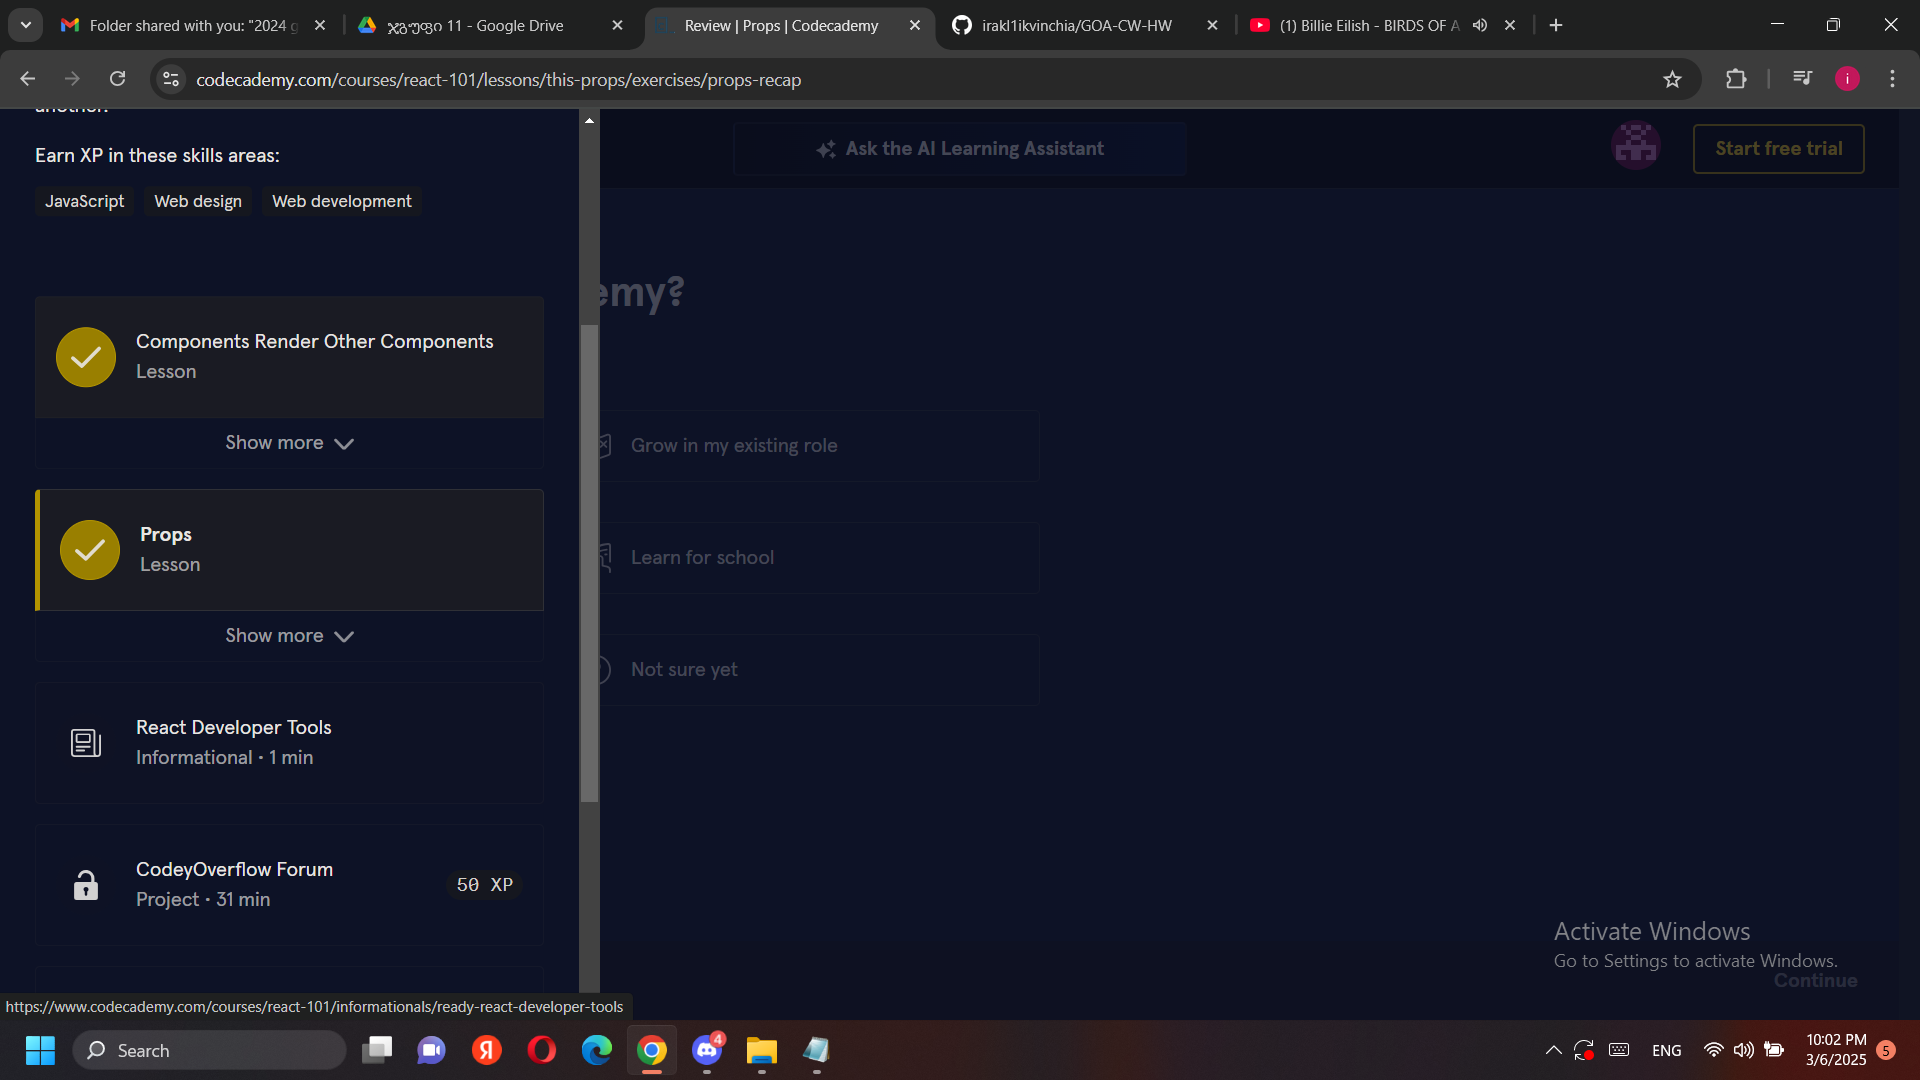 Folder shared with you: "2024 g
ჯგუფი 11 - Google Drive
Review | Props | Codecademy
irakl1ikvinchia/GOA-CW-HW
(1) Billie Eilish - BIRDS OF A
codecademy.com/courses/react-101/lessons/this-props/exercises/props-recap
i
another.
Earn XP in these skills areas:
JavaScript
Web design
Web development
Ask the AI Learning Assistant
Start free trial
emy?
Components Render Other Components
Lesson
Show more
Grow in my existing role
Props
Lesson
Show more
Learn for school
Not sure yet
React Developer Tools
Informational • 1 min
CodeyOverflow Forum
Project • 31 min
50 XP
Activate Windows
Go to Settings to activate Windows.
Continue
https://www.codecademy.com/courses/react-101/informationals/ready-react-developer-tools
Search
Я
4
ENG
10:02 PM
3/6/2025
5